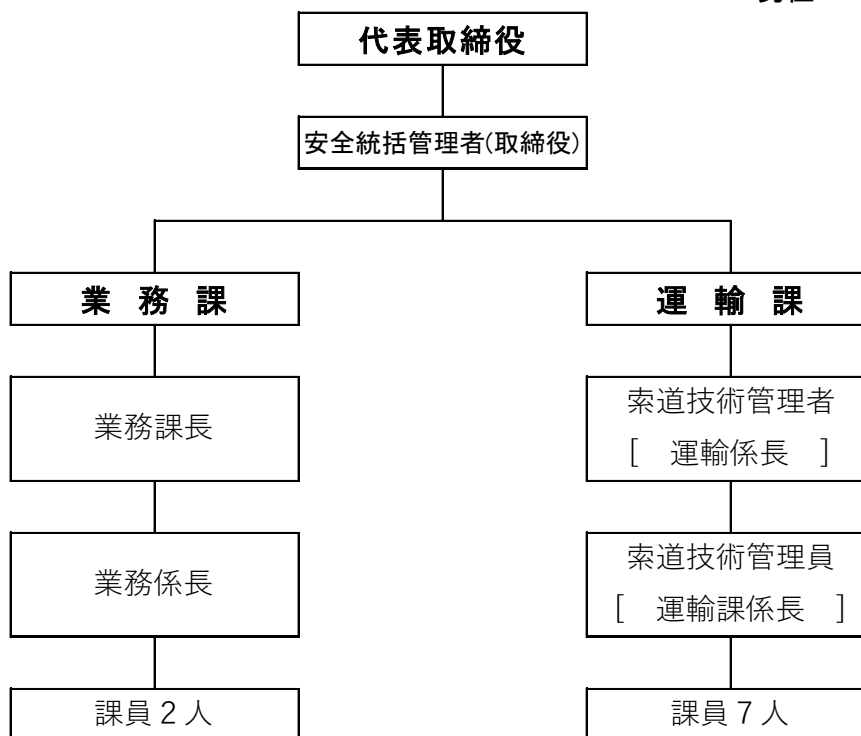 代表取締役
安全統括管理者(取締役)
業 務 課
運 輸 課
業務課長
索道技術管理者
[ 運輸係長 ]
業務係長
索道技術管理員
[ 運輸課係長 ]
課員2人
課員7人